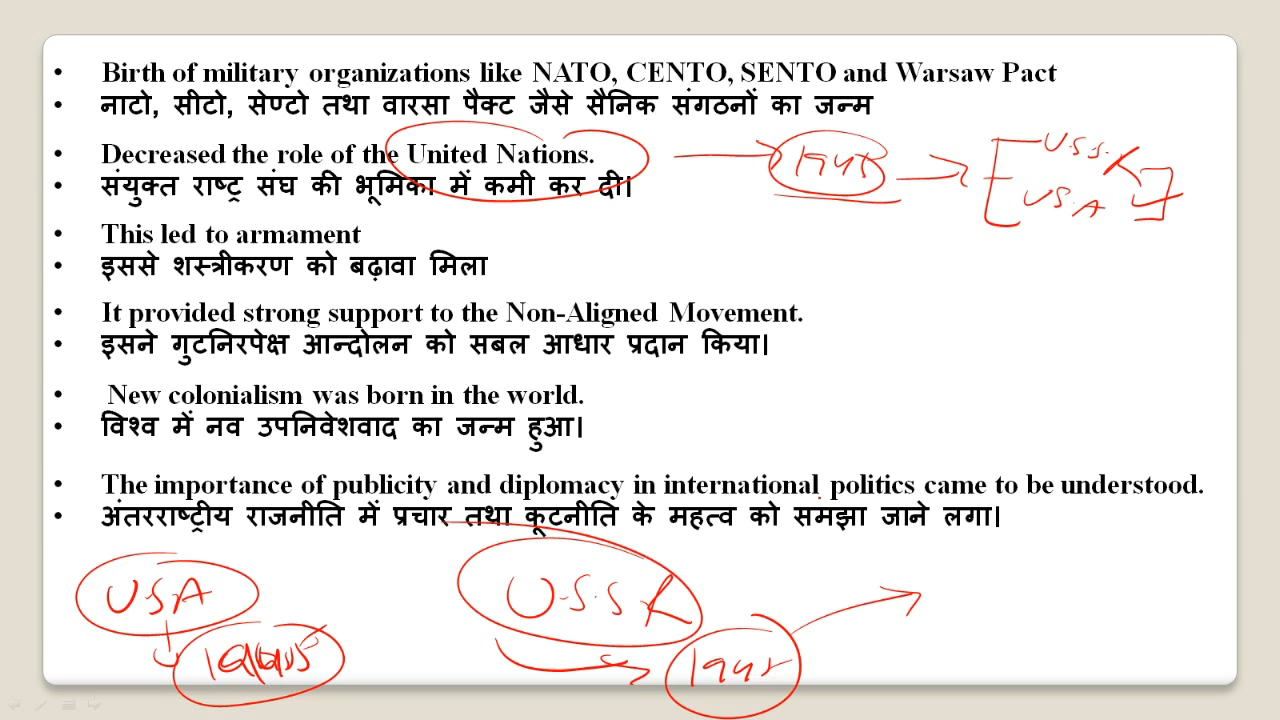 Birth of military organizations like NATO, CENTO, SENTO and Warsaw Pact
नाटो, सीटो, सेण्टो तथा वारसा पैक्ट जैसे सैनिक संगठनों का जन्म
Decreased the role of the United Nations.
1945
U.S.S.R
U.S.A
संयुक्त राष्ट्र संघ की भूमिका में कमी कर दी।
This led to armament
इससे शस्त्रीकरण को बढ़ावा मिला
It provided strong support to the Non-Aligned Movement.
इसने गुटनिरपेक्ष आन्दोलन को सबल आधार प्रदान किया।
New colonialism was born in the world.
विश्व में नव उपनिवेशवाद का जन्म हुआ।
The importance of publicity and diplomacy in international politics came to be understood.
अंतरराष्ट्रीय राजनीति में प्रचार तथा कूटनीति के महत्व को समझा जाने लगा।
U.S.A
U.S.S.R
1945